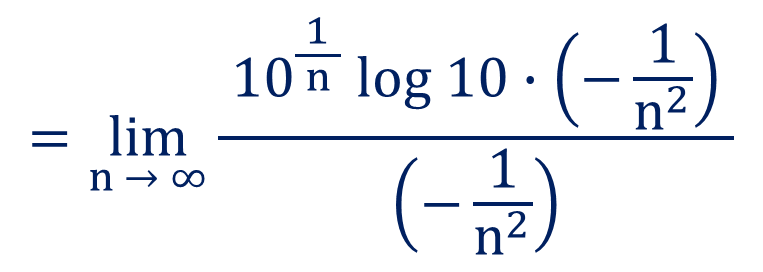 = lim n → ∞ 10^(1/n) log 10 · (− 1/n²) / (− 1/n²)